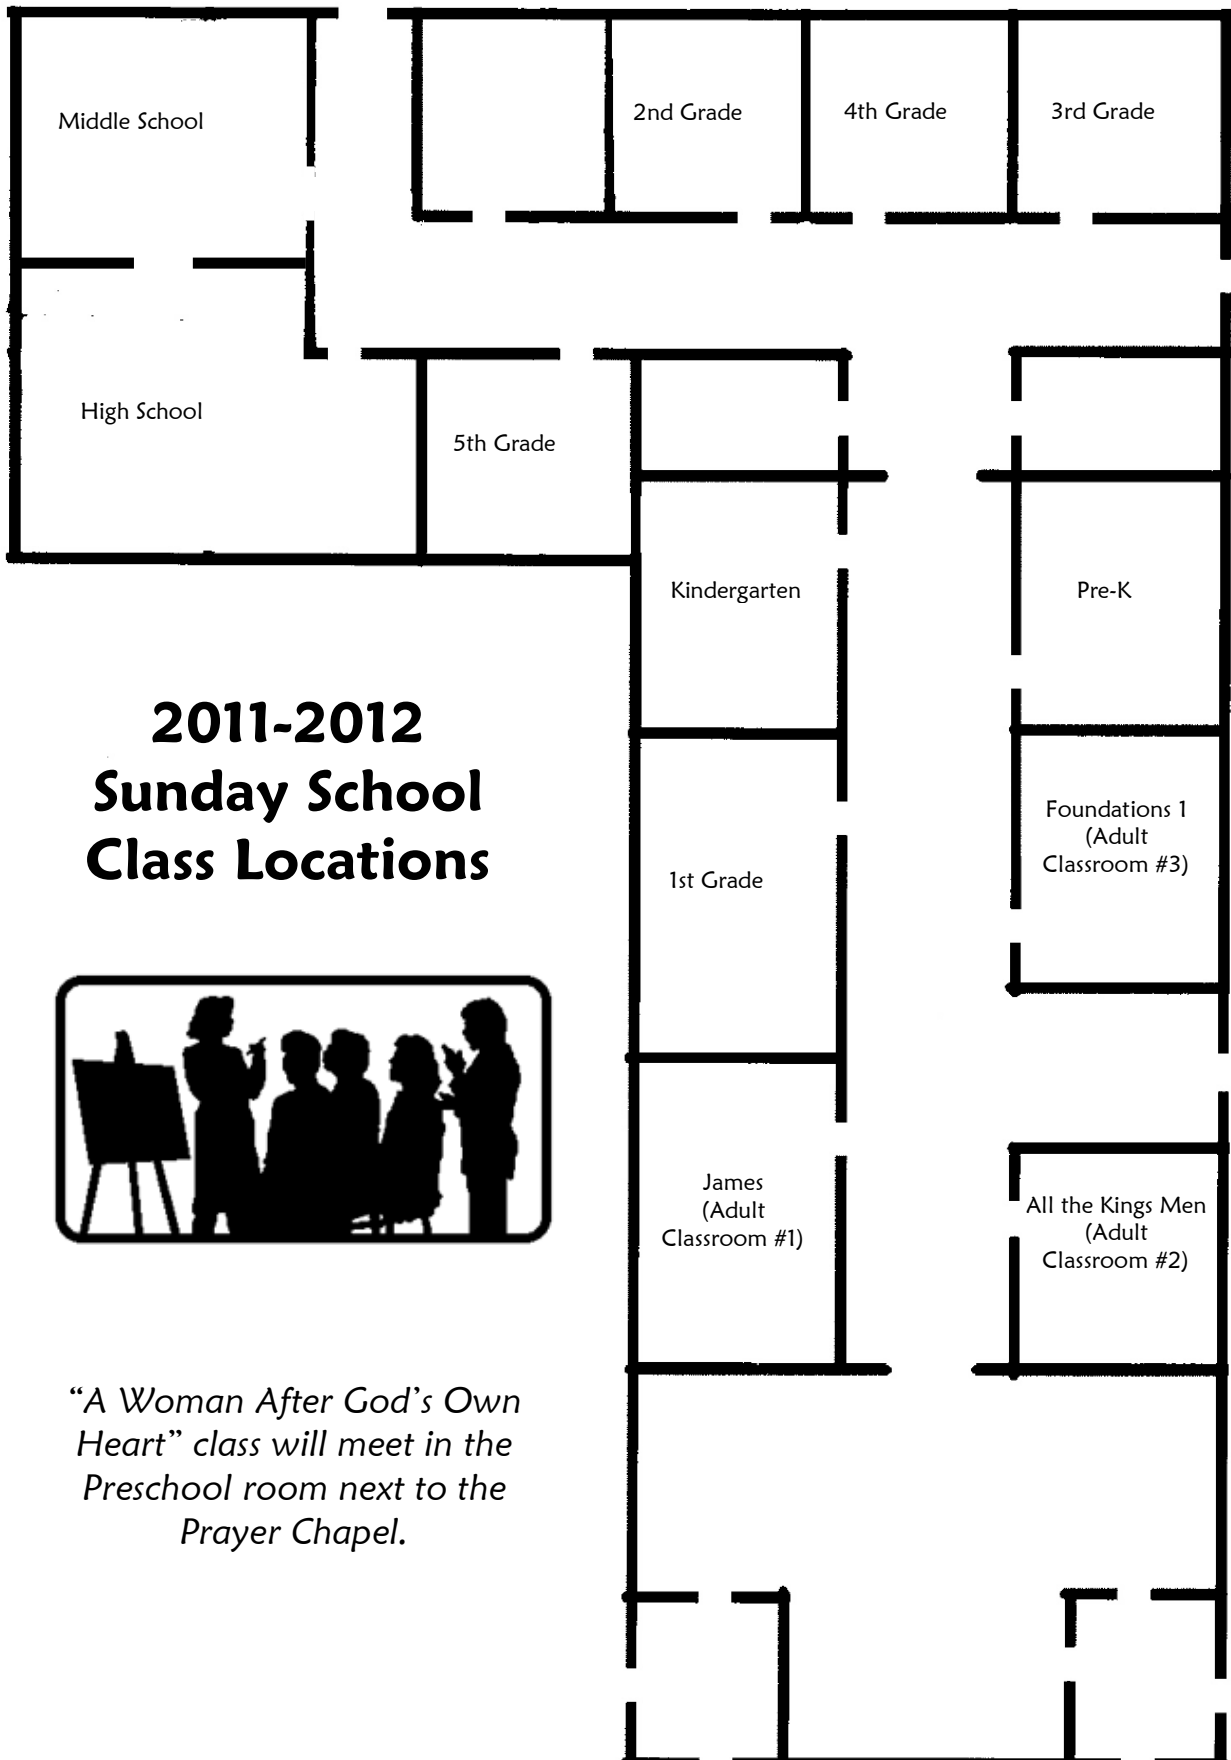 Middle School
2nd Grade
4th Grade
3rd Grade
High School
5th Grade
Kindergarten
Pre-K
2011-2012
Sunday School
Class Locations
Foundations 1
(Adult
Classroom #3)
1st Grade
James
(Adult
Classroom #1)
All the Kings Men
(Adult
Classroom #2)
“A Woman After God’s Own
Heart” class will meet in the
Preschool room next to the
Prayer Chapel.